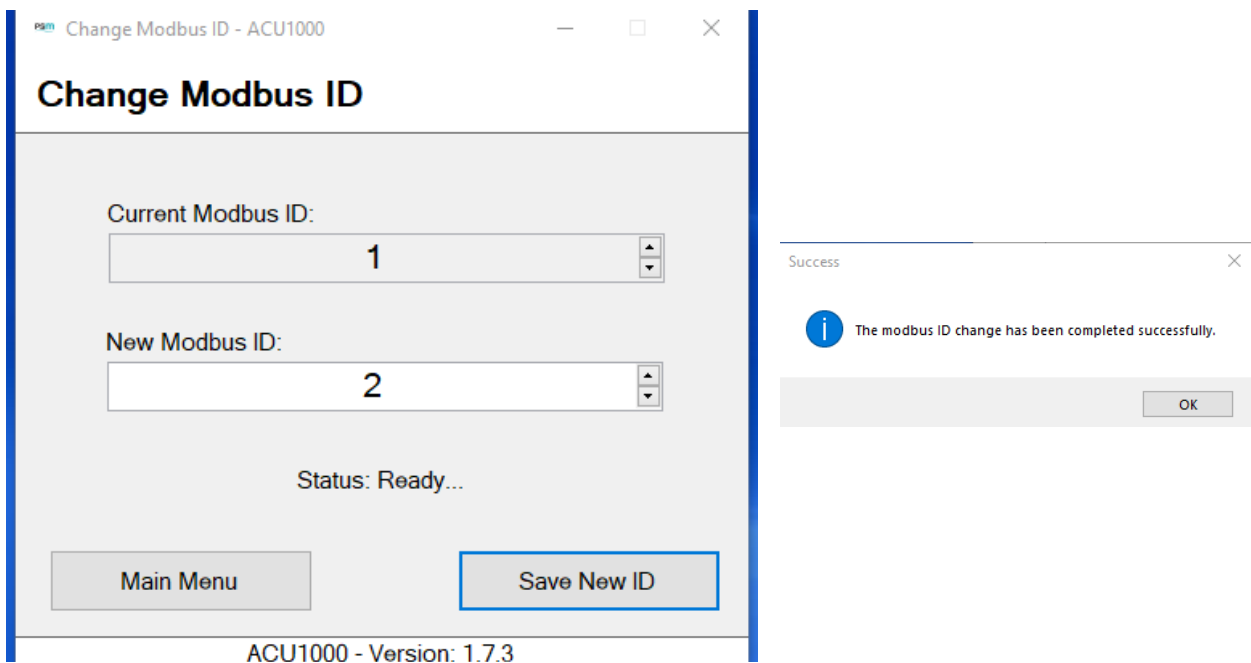 PSM Change Modbus ID - ACU1000
Change Modbus ID
Current Modbus ID:
1
New Modbus ID:
2
Status: Ready...
Main Menu
Save New ID
ACU1000 - Version: 1.7.3
Success
The modbus ID change has been completed successfully.
OK